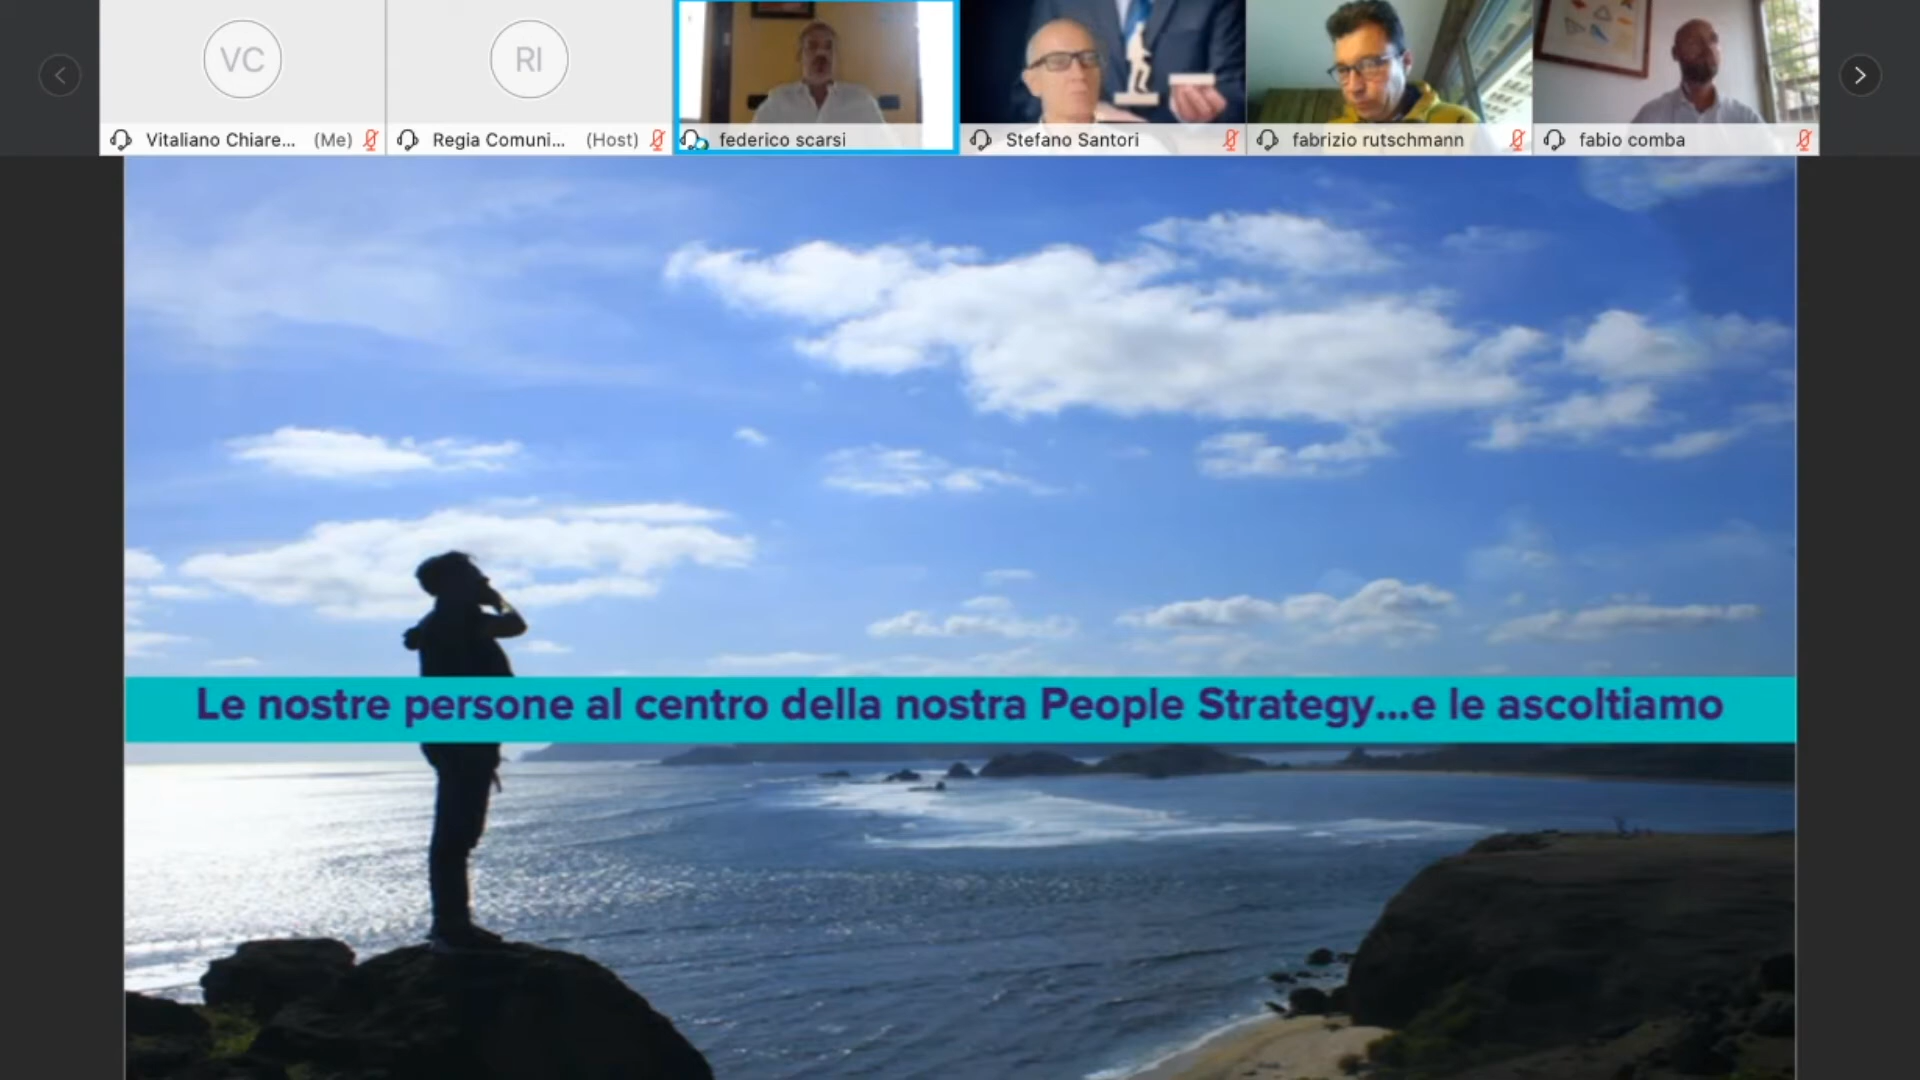 VC
RI
Vitaliano Chiare... (Me)
Regia Comuni... (Host)
federico scarsi
Stefano Santori
fabrizio rutschmann
fabio comba
Le nostre persone al centro della nostra People Strategy...e le ascoltiamo